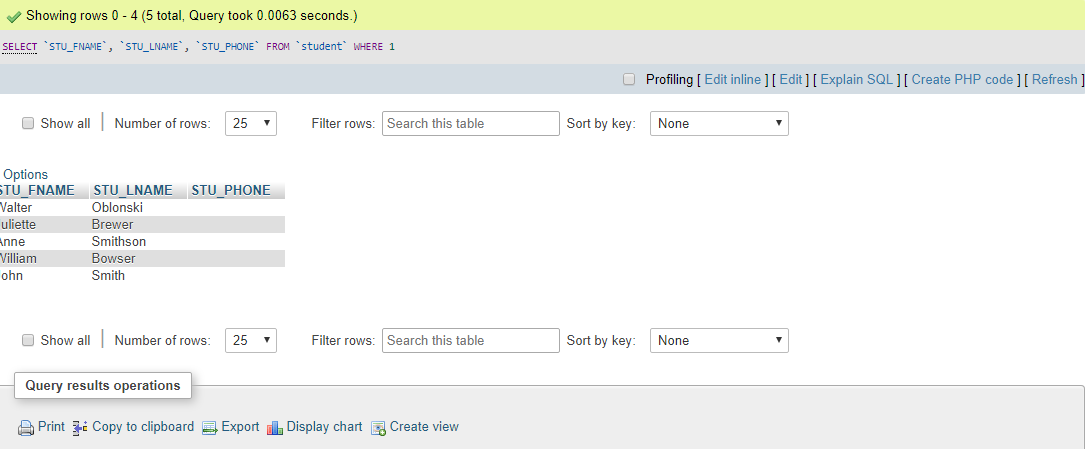 Showing rows 0 - 4 (5 total, Query took 0.0063 seconds.)
SELECT `STU_FNAME`, `STU_LNAME`, `STU_PHONE` FROM `student` WHERE 1
Profiling [ Edit inline ] [ Edit ] [ Explain SQL ] [ Create PHP code ] [ Refresh ]
Show all | Number of rows: 25 Filter rows: Search this table Sort by key: None
Options
STU_FNAME STU_LNAME STU_PHONE
Walter Oblonski
uliette Brewer
Anne Smithson
William Bowser
ohn Smith
Show all | Number of rows: 25 Filter rows: Search this table Sort by key: None
Query results operations
Print Copy to clipboard Export Display chart Create view